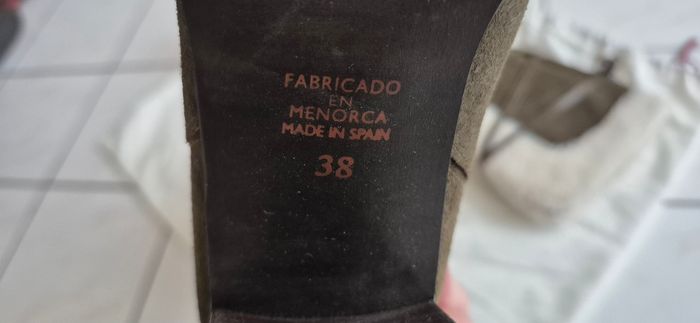 FABRICADO
EN
MENORCA
MADE IN SPAIN
38